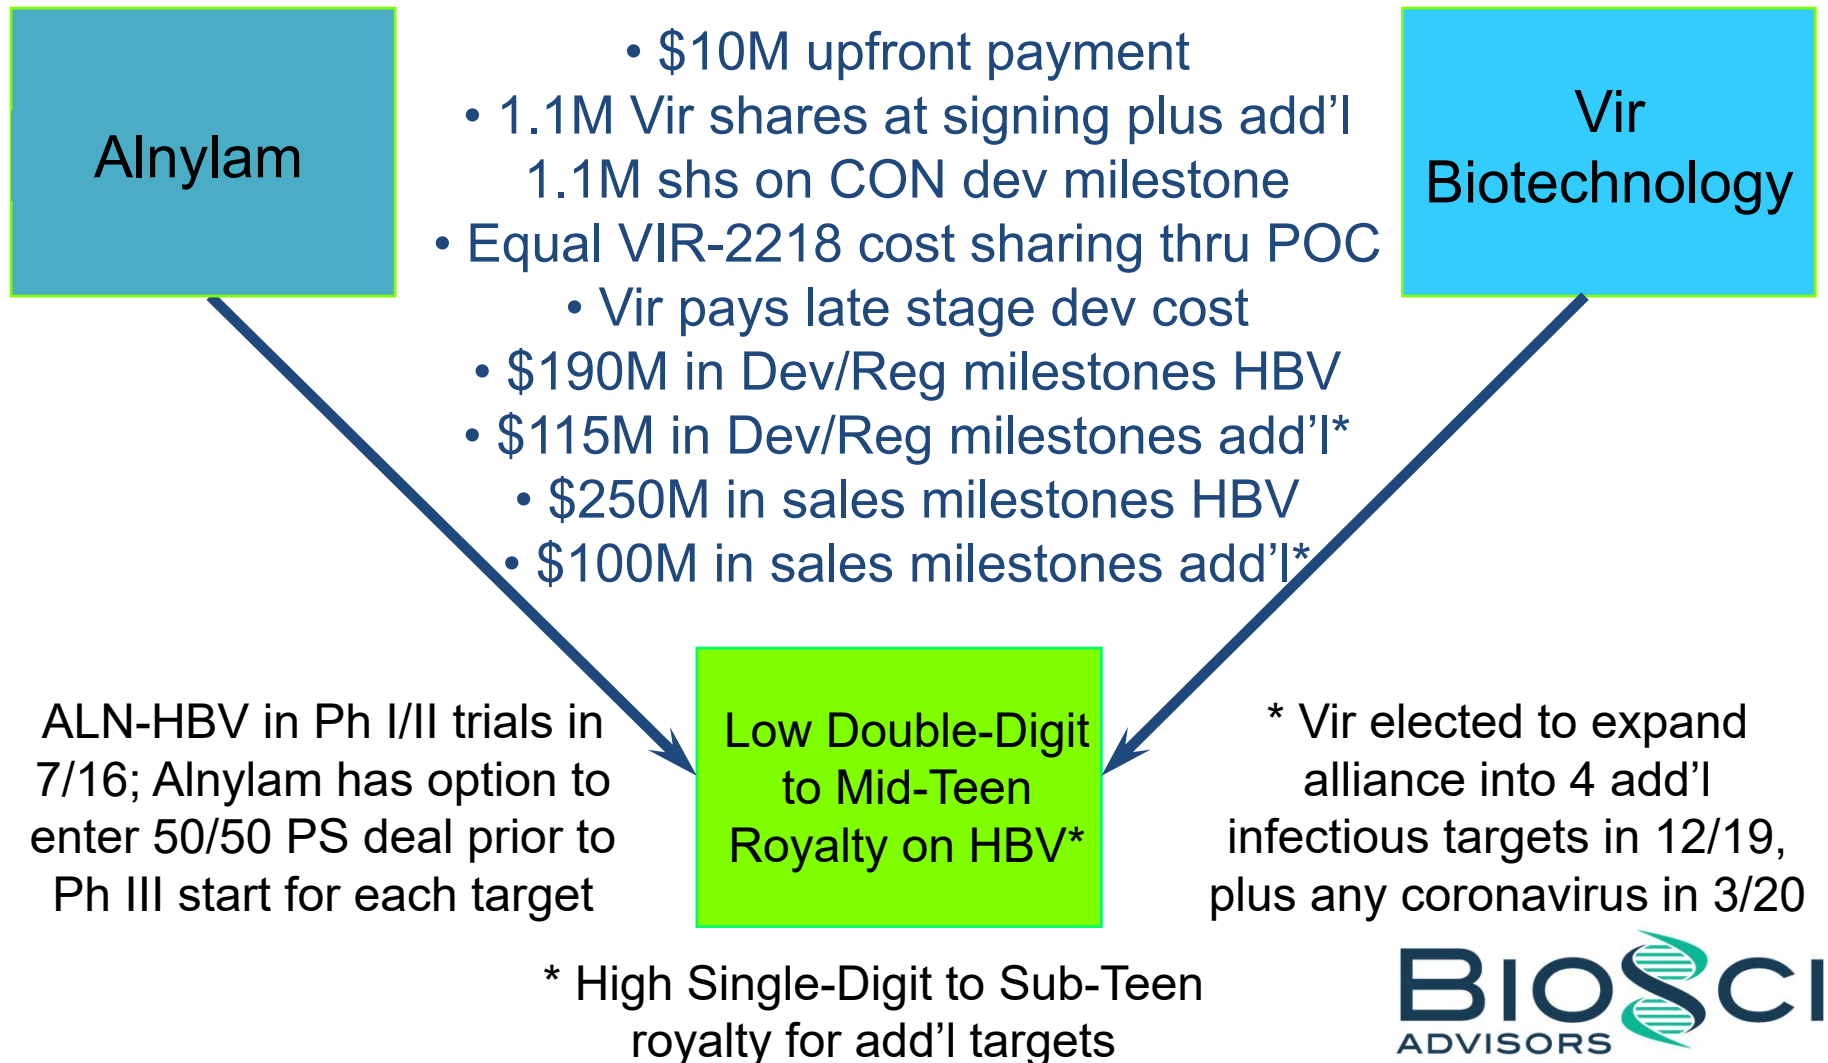 Alnylam
• $10M upfront payment
• 1.1M Vir shares at signing plus add’l
1.1M shs on CON dev milestone
• Equal VIR-2218 cost sharing thru POC
• Vir pays late stage dev cost
• $190M in Dev/Reg milestones HBV
• $115M in Dev/Reg milestones add’l*
• $250M in sales milestones HBV
• $100M in sales milestones add’l*
Vir
Biotechnology
ALN-HBV in Ph I/II trials in
7/16; Alnylam has option to
enter 50/50 PS deal prior to
Ph III start for each target
Low Double-Digit
to Mid-Teen
Royalty on HBV*
* Vir elected to expand
alliance into 4 add’l
infectious targets in 12/19,
plus any coronavirus in 3/20
* High Single-Digit to Sub-Teen
royalty for add’l targets
BIOSCI
ADVISORS